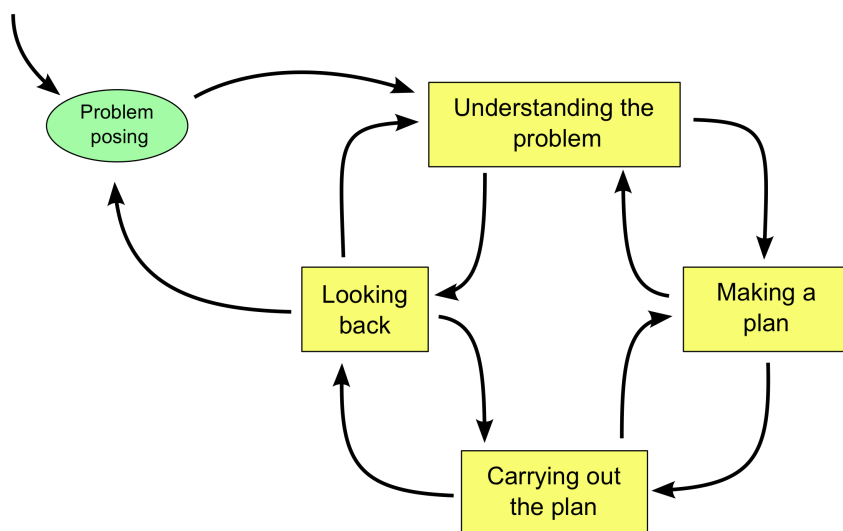 Problem
posing
Understanding the
problem
Looking
back
Making a
plan
Carrying out
the plan